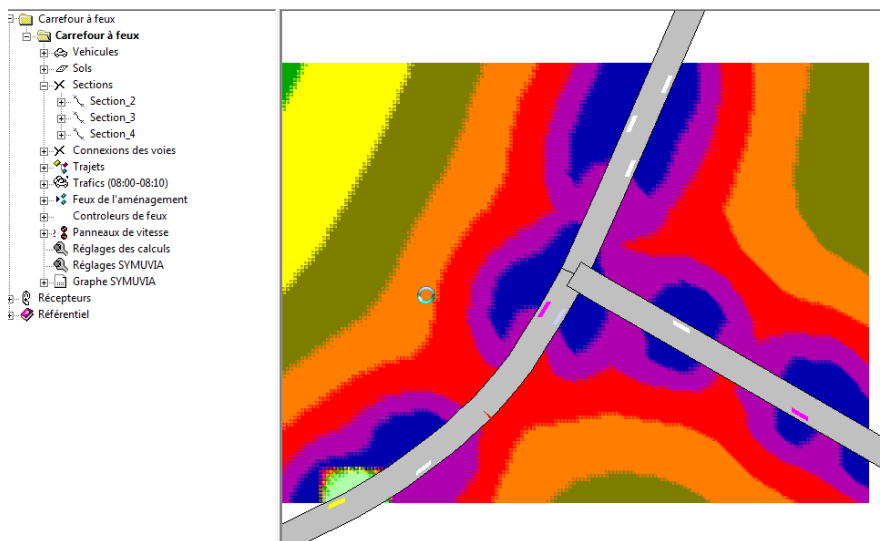 Carrefour à feux
Carrefour à feux
Vehicules
Sols
Sections
Section_2
Section_3
Section_4
Connexions des voies
Trajets
Trafics (08:00-08:10)
Feux de l'aménagement
Controleurs de feux
Panneaux de vitesse
Réglages des calculs
Réglages SYMUVIA
Graphe SYMUVIA
Récepteurs
Référentiel